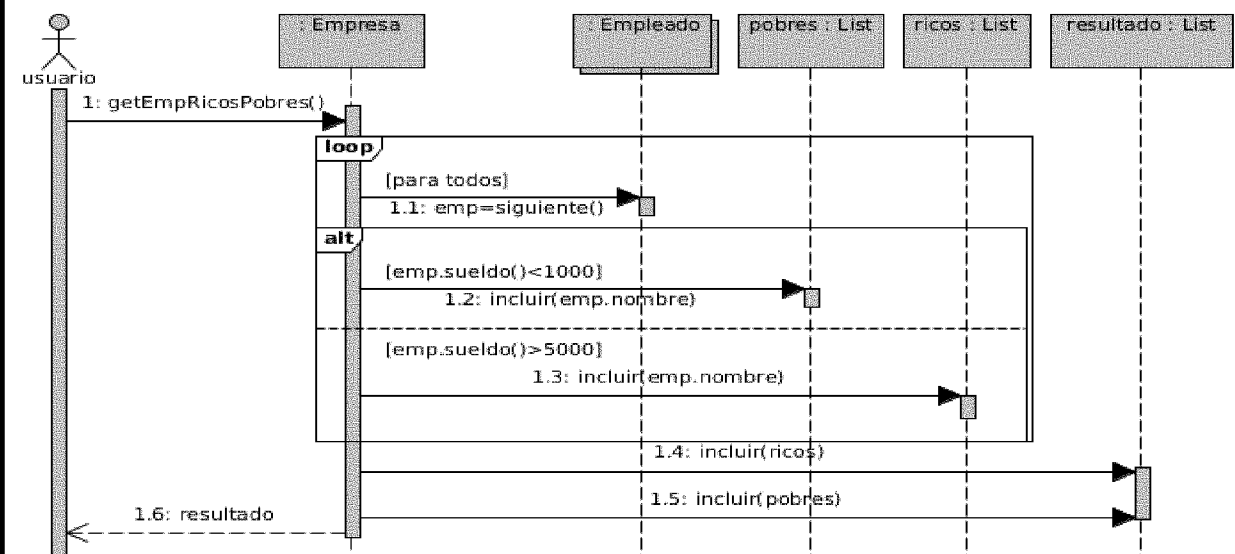 : Empresa
: Empleado
pobres : List
ricos : List
resultado : List
usuario
1: getEmpRicosPobres()
loop
[para todos]
1.1: emp=siguiente()
alt
[emp.sueldo()<1000]
1.2: incluir(emp.nombre)
[emp.sueldo()>5000]
1.3: incluir(emp.nombre)
1.4: incluir(ricos)
1.5: incluir(pobres)
1.6: resultado